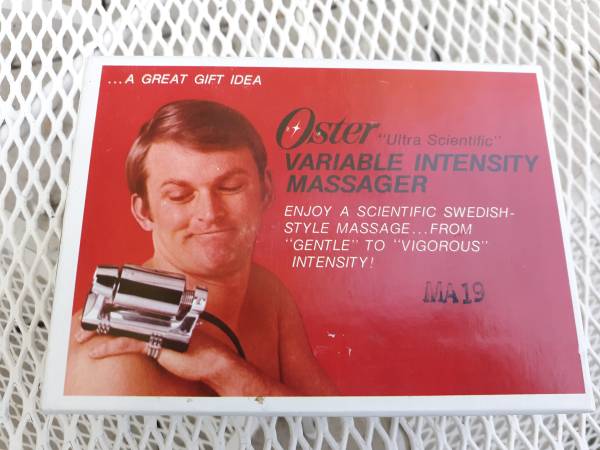 ...A GREAT GIFT IDEA
Oster "Ultra Scientific"
VARIABLE INTENSITY
MASSAGER
ENJOY A SCIENTIFIC SWEDISH-
STYLE MASSAGE...FROM
"GENTLE" TO "VIGOROUS"
INTENSITY!
MA19